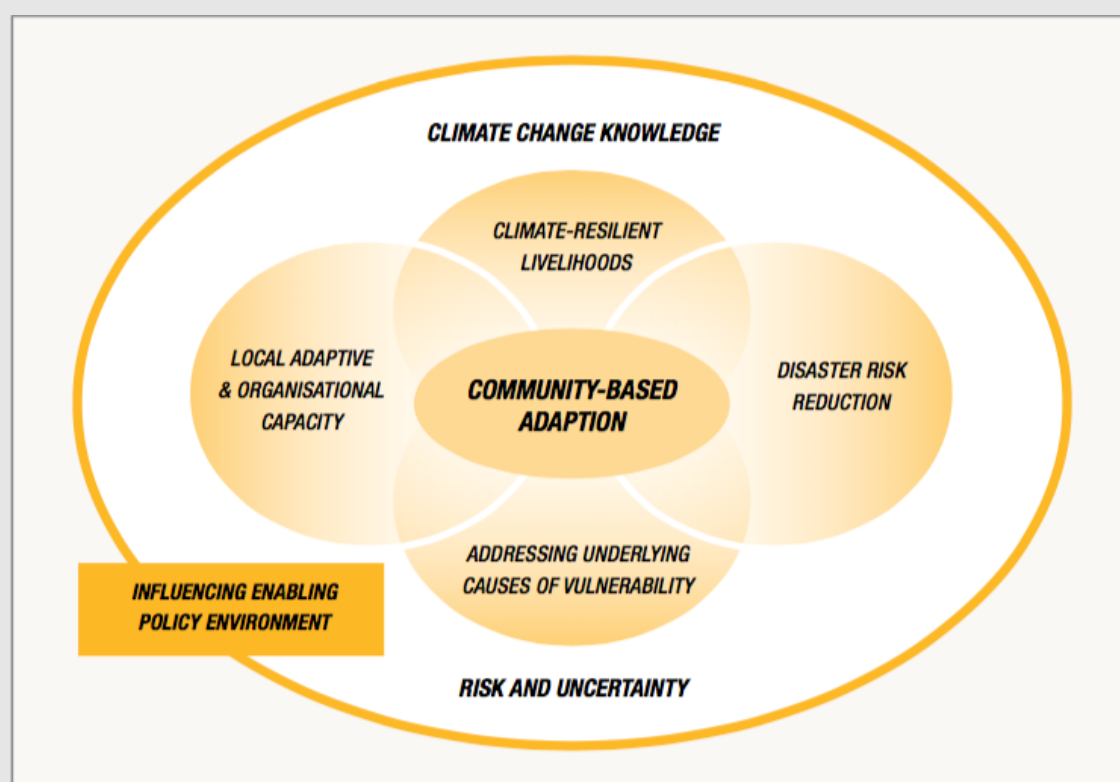 CLIMATE CHANGE KNOWLEDGE
CLIMATE-RESILIENT
LIVELIHOODS
LOCAL ADAPTIVE
& ORGANISATIONAL
CAPACITY
COMMUNITY-BASED
ADAPTION
DISASTER RISK
REDUCTION
ADDRESSING UNDERLYING
CAUSES OF VULNERABILITY
INFLUENCING ENABLING
POLICY ENVIRONMENT
RISK AND UNCERTAINTY